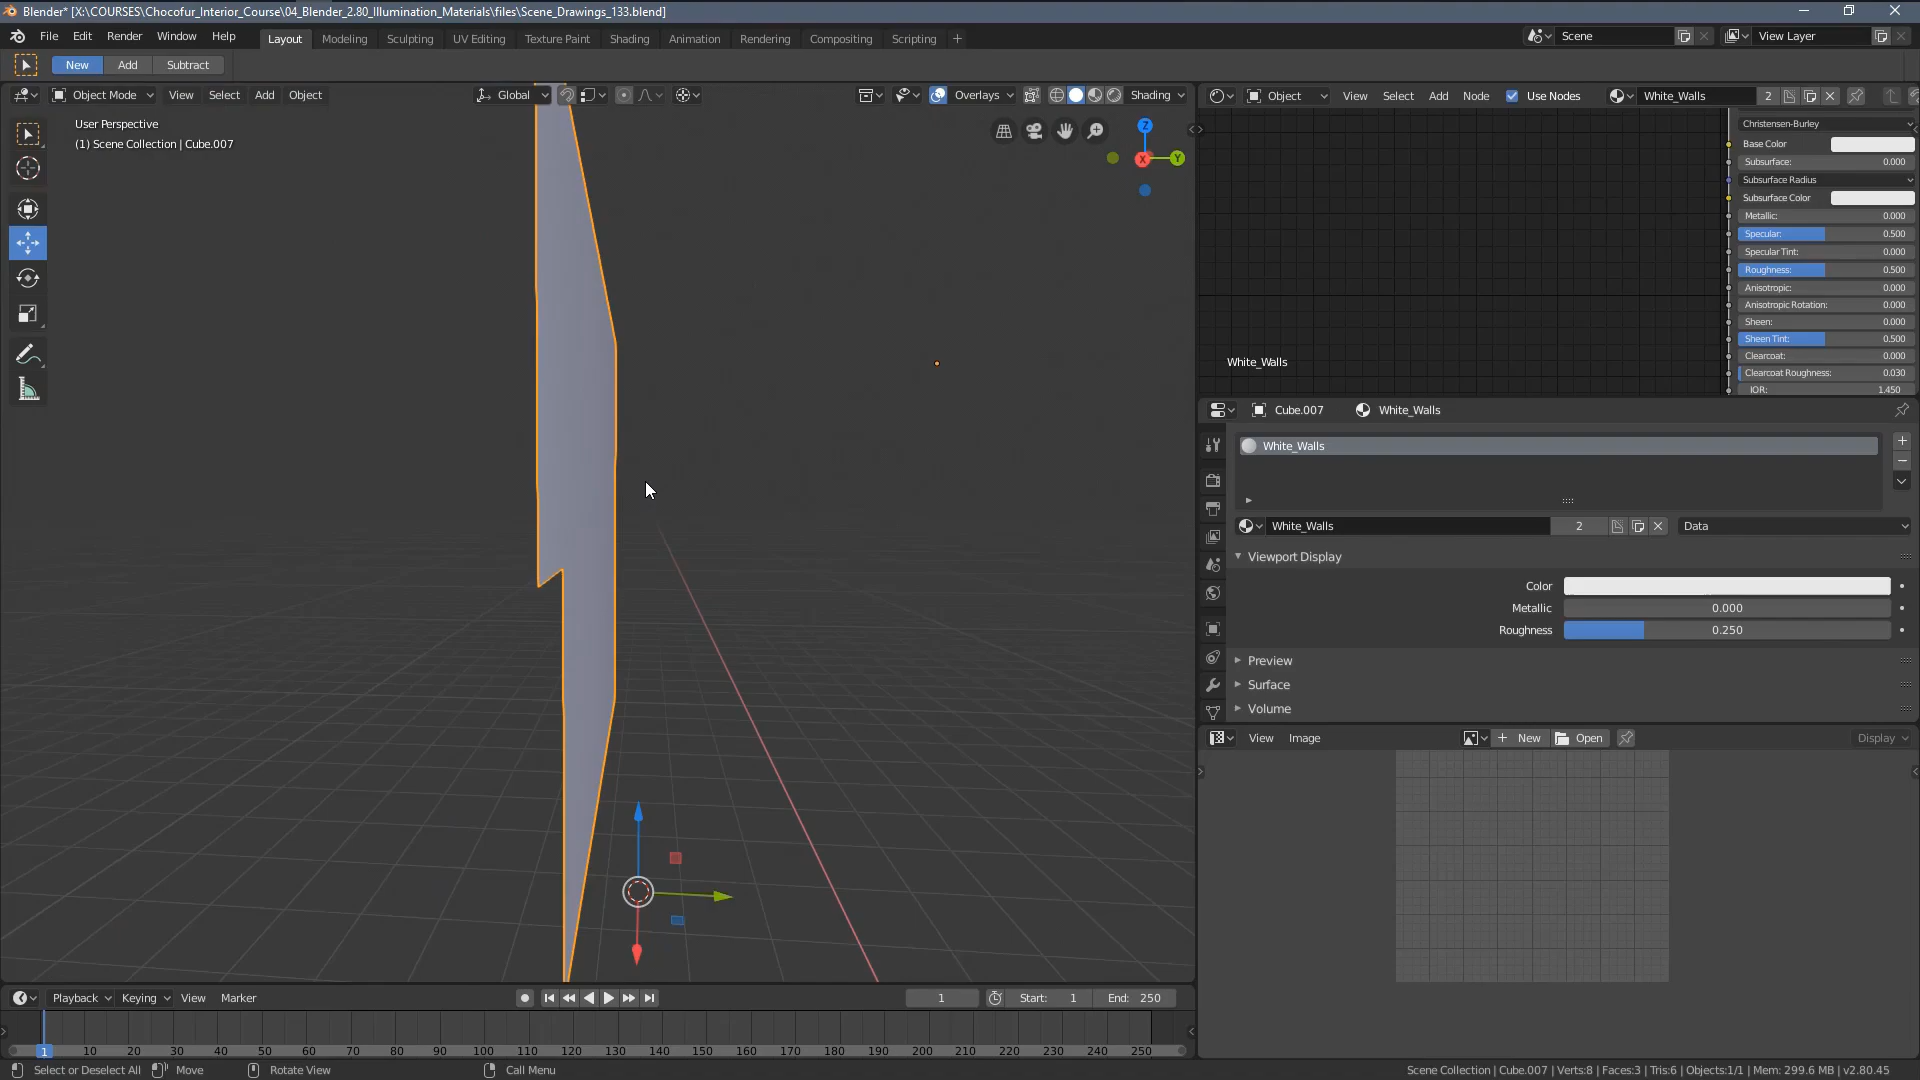 Blender* [X:\COURSES\Chocofur_Interior_Course\04_Blender_2.80_Illumination_Materials\files\Scene_Drawings_133.blend]
File Edit Render Window Help Layout Modeling Sculpting UV Editing Texture Paint Shading Animation Rendering Compositing Scripting + Scene View Layer
New Add Subtract
Object Mode View Select Add Object Global Overlays Shading
Object View Select Add Node Use Nodes White_Walls 2
User Perspective
(1) Scene Collection | Cube.007
Z
X
Y
Christensen-Burley
Base Color
Subsurface: 0.000
Subsurface Radius
Subsurface Color
Metallic: 0.000
Specular: 0.500
Specular Tint: 0.000
Roughness: 0.500
Anisotropic: 0.000
Anisotropic Rotation: 0.000
Sheen: 0.000
Sheen Tint: 0.500
Clearcoat: 0.000
Clearcoat Roughness: 0.030
IOR: 1.450
White_Walls
Cube.007 White_Walls
White_Walls
White_Walls 2 Data
Viewport Display
Color
Metallic 0.000
Roughness 0.250
Preview
Surface
Volume
View Image New Open Display
Playback Keying View Marker 1 Start: 1 End: 250
1 10 20 30 40 50 60 70 80 90 100 110 120 130 140 150 160 170 180 190 200 210 220 230 240 250
Select or Deselect All Move Rotate View Call Menu Scene Collection | Cube.007 | Verts:8 | Faces:3 | Tris:6 | Objects:1/1 | Mem: 299.6 MB | v2.80.45